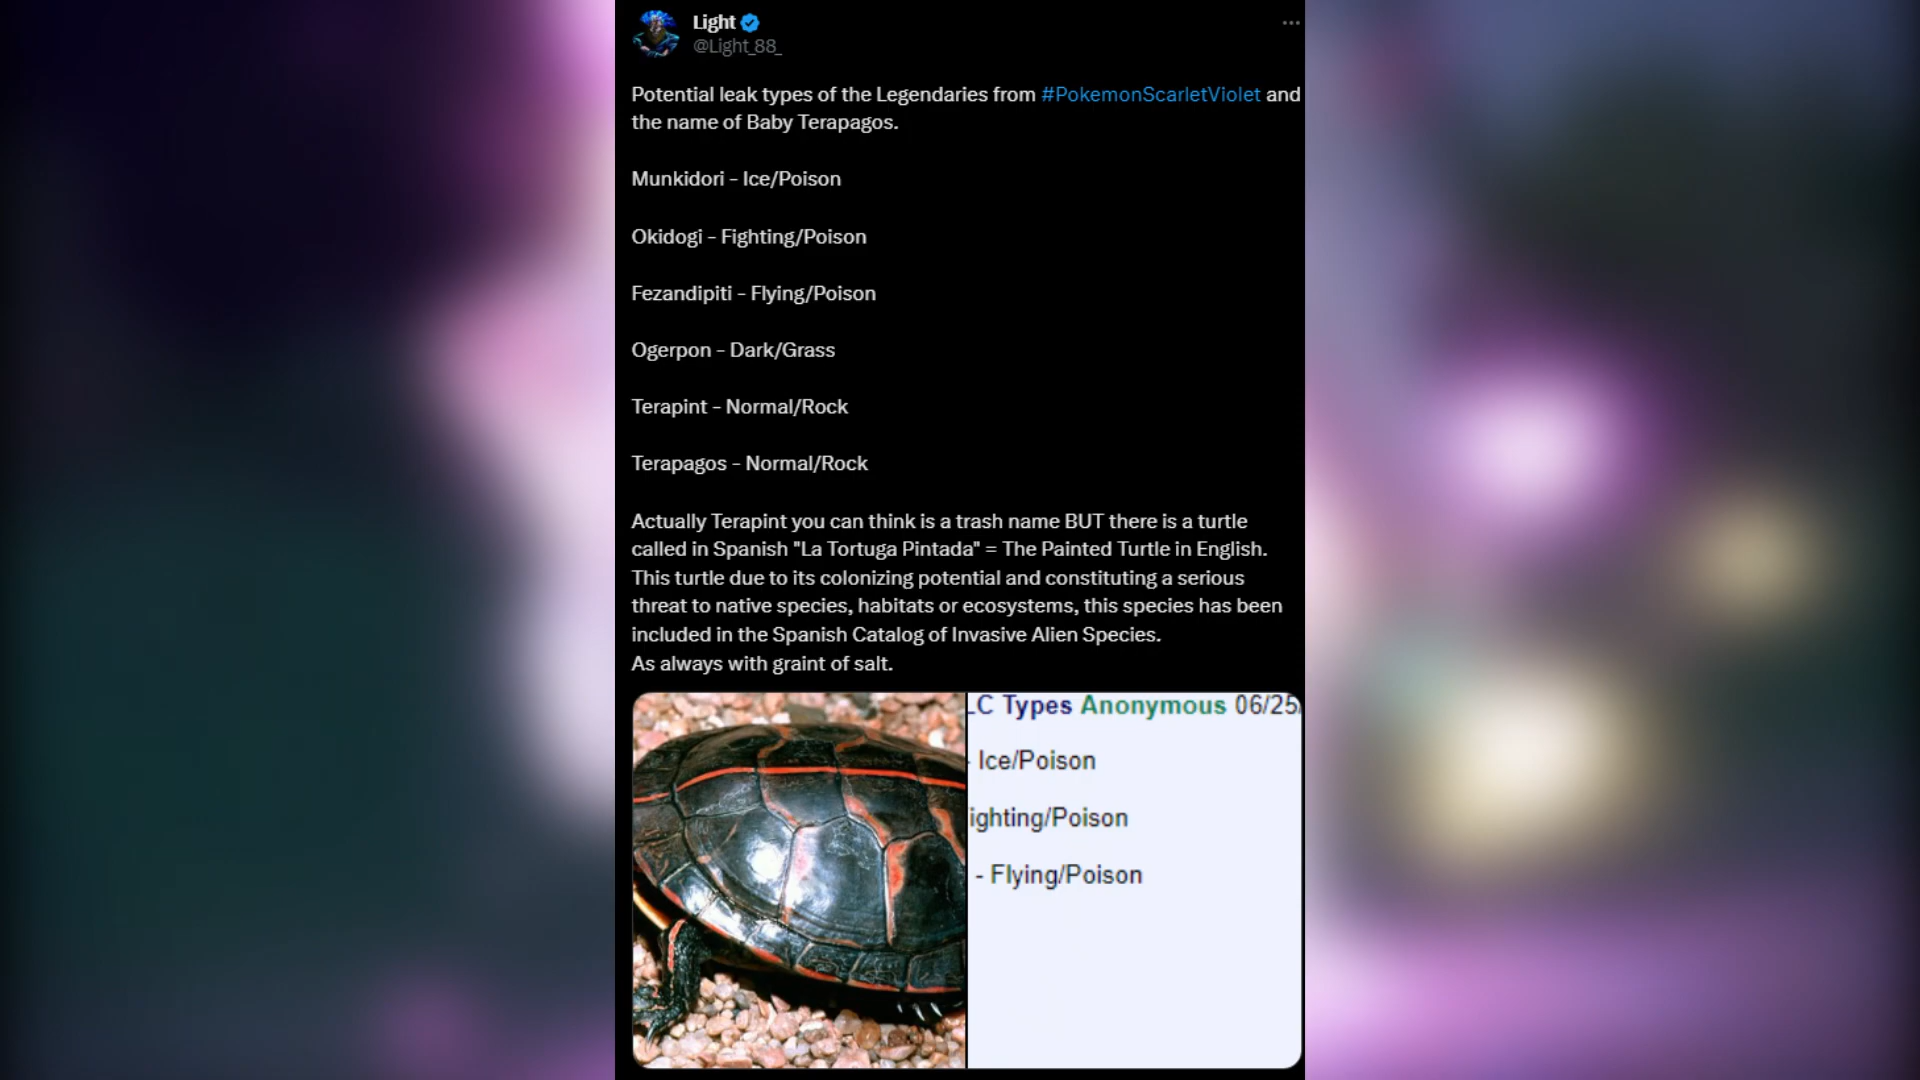 Light
@Light_88_
Potential leak types of the Legendaries from #PokemonScarletViolet and
the name of Baby Terapagos.
Munkidori - Ice/Poison
Okidogi - Fighting/Poison
Fezandipiti - Flying/Poison
Ogerpon - Dark/Grass
Terapint - Normal/Rock
Terapagos - Normal/Rock
Actually Terapint you can think is a trash name BUT there is a turtle
called in Spanish "La Tortuga Pintada" = The Painted Turtle in English.
This turtle due to its colonizing potential and constituting a serious
threat to native species, habitats or ecosystems, this species has been
included in the Spanish Catalog of Invasive Alien Species.
As always with graint of salt.
LC Types Anonymous 06/25/
- Ice/Poison
ighting/Poison
- Flying/Poison